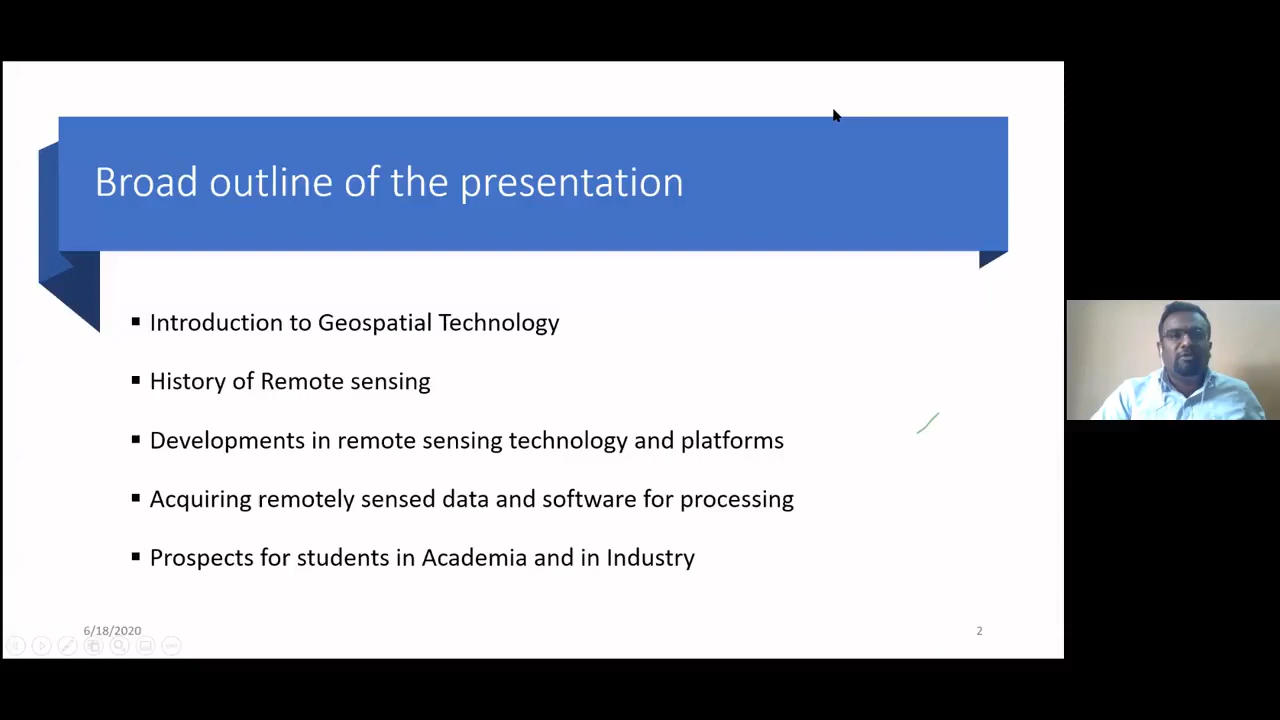 Broad outline of the presentation
▪ Introduction to Geospatial Technology
▪ History of Remote sensing
▪ Developments in remote sensing technology and platforms
▪ Acquiring remotely sensed data and software for processing
▪ Prospects for students in Academia and in Industry
6/18/2020
2